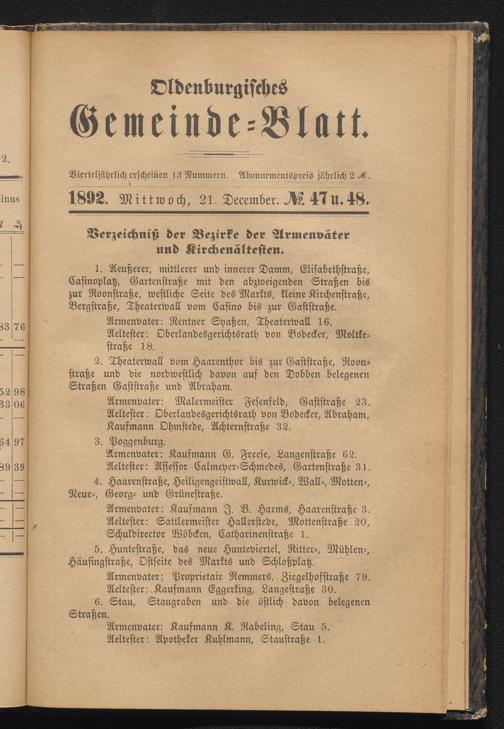 Oldenburgisches
Gemeinde=Blatt.
Vierteljährlich erscheinen 13 Nummern. Abonnementspreis jährlich 2 ℳ.
1892. Mittwoch, 21. December. № 47 u. 48.
Verzeichniß der Bezirke der Armenväter
und Kirchenältesten.
1. Aeußerer, mittlerer und innerer Damm, Elisabethstraße,
Casinoplatz, Gartenstraße mit den abzweigenden Straßen bis
zur Roonstraße, westliche Seite des Markts, kleine Kirchenstraße,
Bergstraße, Theaterwall vom Casino bis zur Gaststraße.
Armenvater: Rentner Spaßen, Theaterwall 16.
Aeltester: Oberlandesgerichtsrath von Bodecker, Moltke=
straße 18.
2. Theaterwall vom Haarenthor bis zur Gaststraße, Roon=
straße und die nordwestlich davon auf den Dobben belegenen
Straßen Gaststraße und Abraham.
Armenvater: Malermeister Fesenfeld, Gaststraße 23.
Aeltester: Oberlandesgerichtsrath von Bodecker, Abraham,
Kaufmann Ohmstede, Achternstraße 32.
3. Poggenburg.
Armenvater: Kaufmann G. Freese, Langenstraße 62.
Aeltester: Assessor Calmeyer=Schmedes, Gartenstraße 31.
4. Haarenstraße, Heiligengeistwall, Kurwick=, Wall=, Motten=,
Neue=, Georg= und Grünestraße.
Armenvater: Kaufmann J. B. Harms, Haarenstraße 3.
Aeltester: Sattlermeister Hallerstede, Mottenstraße 20,
Schuldirector Wöbcken, Catharinenstraße 1.
5. Huntestraße, das neue Hunteviertel, Ritter=, Mühlen=,
Häusingstraße, Ostseite des Markts und Schloßplatz.
Armenvater: Proprietair Remmers, Ziegelhofstraße 79.
Aeltester: Kaufmann Eggerking, Langestraße 30.
6. Stau, Staugraben und die östlich davon belegenen
Straßen.
Armenvater: Kaufmann K. Rabeling, Stau 5.
Aeltester: Apotheker Kuhlmann, Staustraße 1.